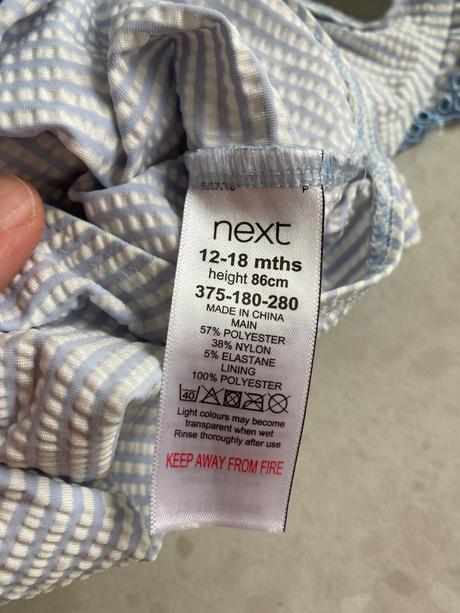 P
next
12-18 mths
height 86cm
375-180-280
MADE IN CHINA
MAIN
57% POLYESTER
38% NYLON
5% ELASTANE
LINING
100% POLYESTER
40
Light colours may become
transparent when wet
Rinse thoroughly after use
KEEP AWAY FROM FIRE